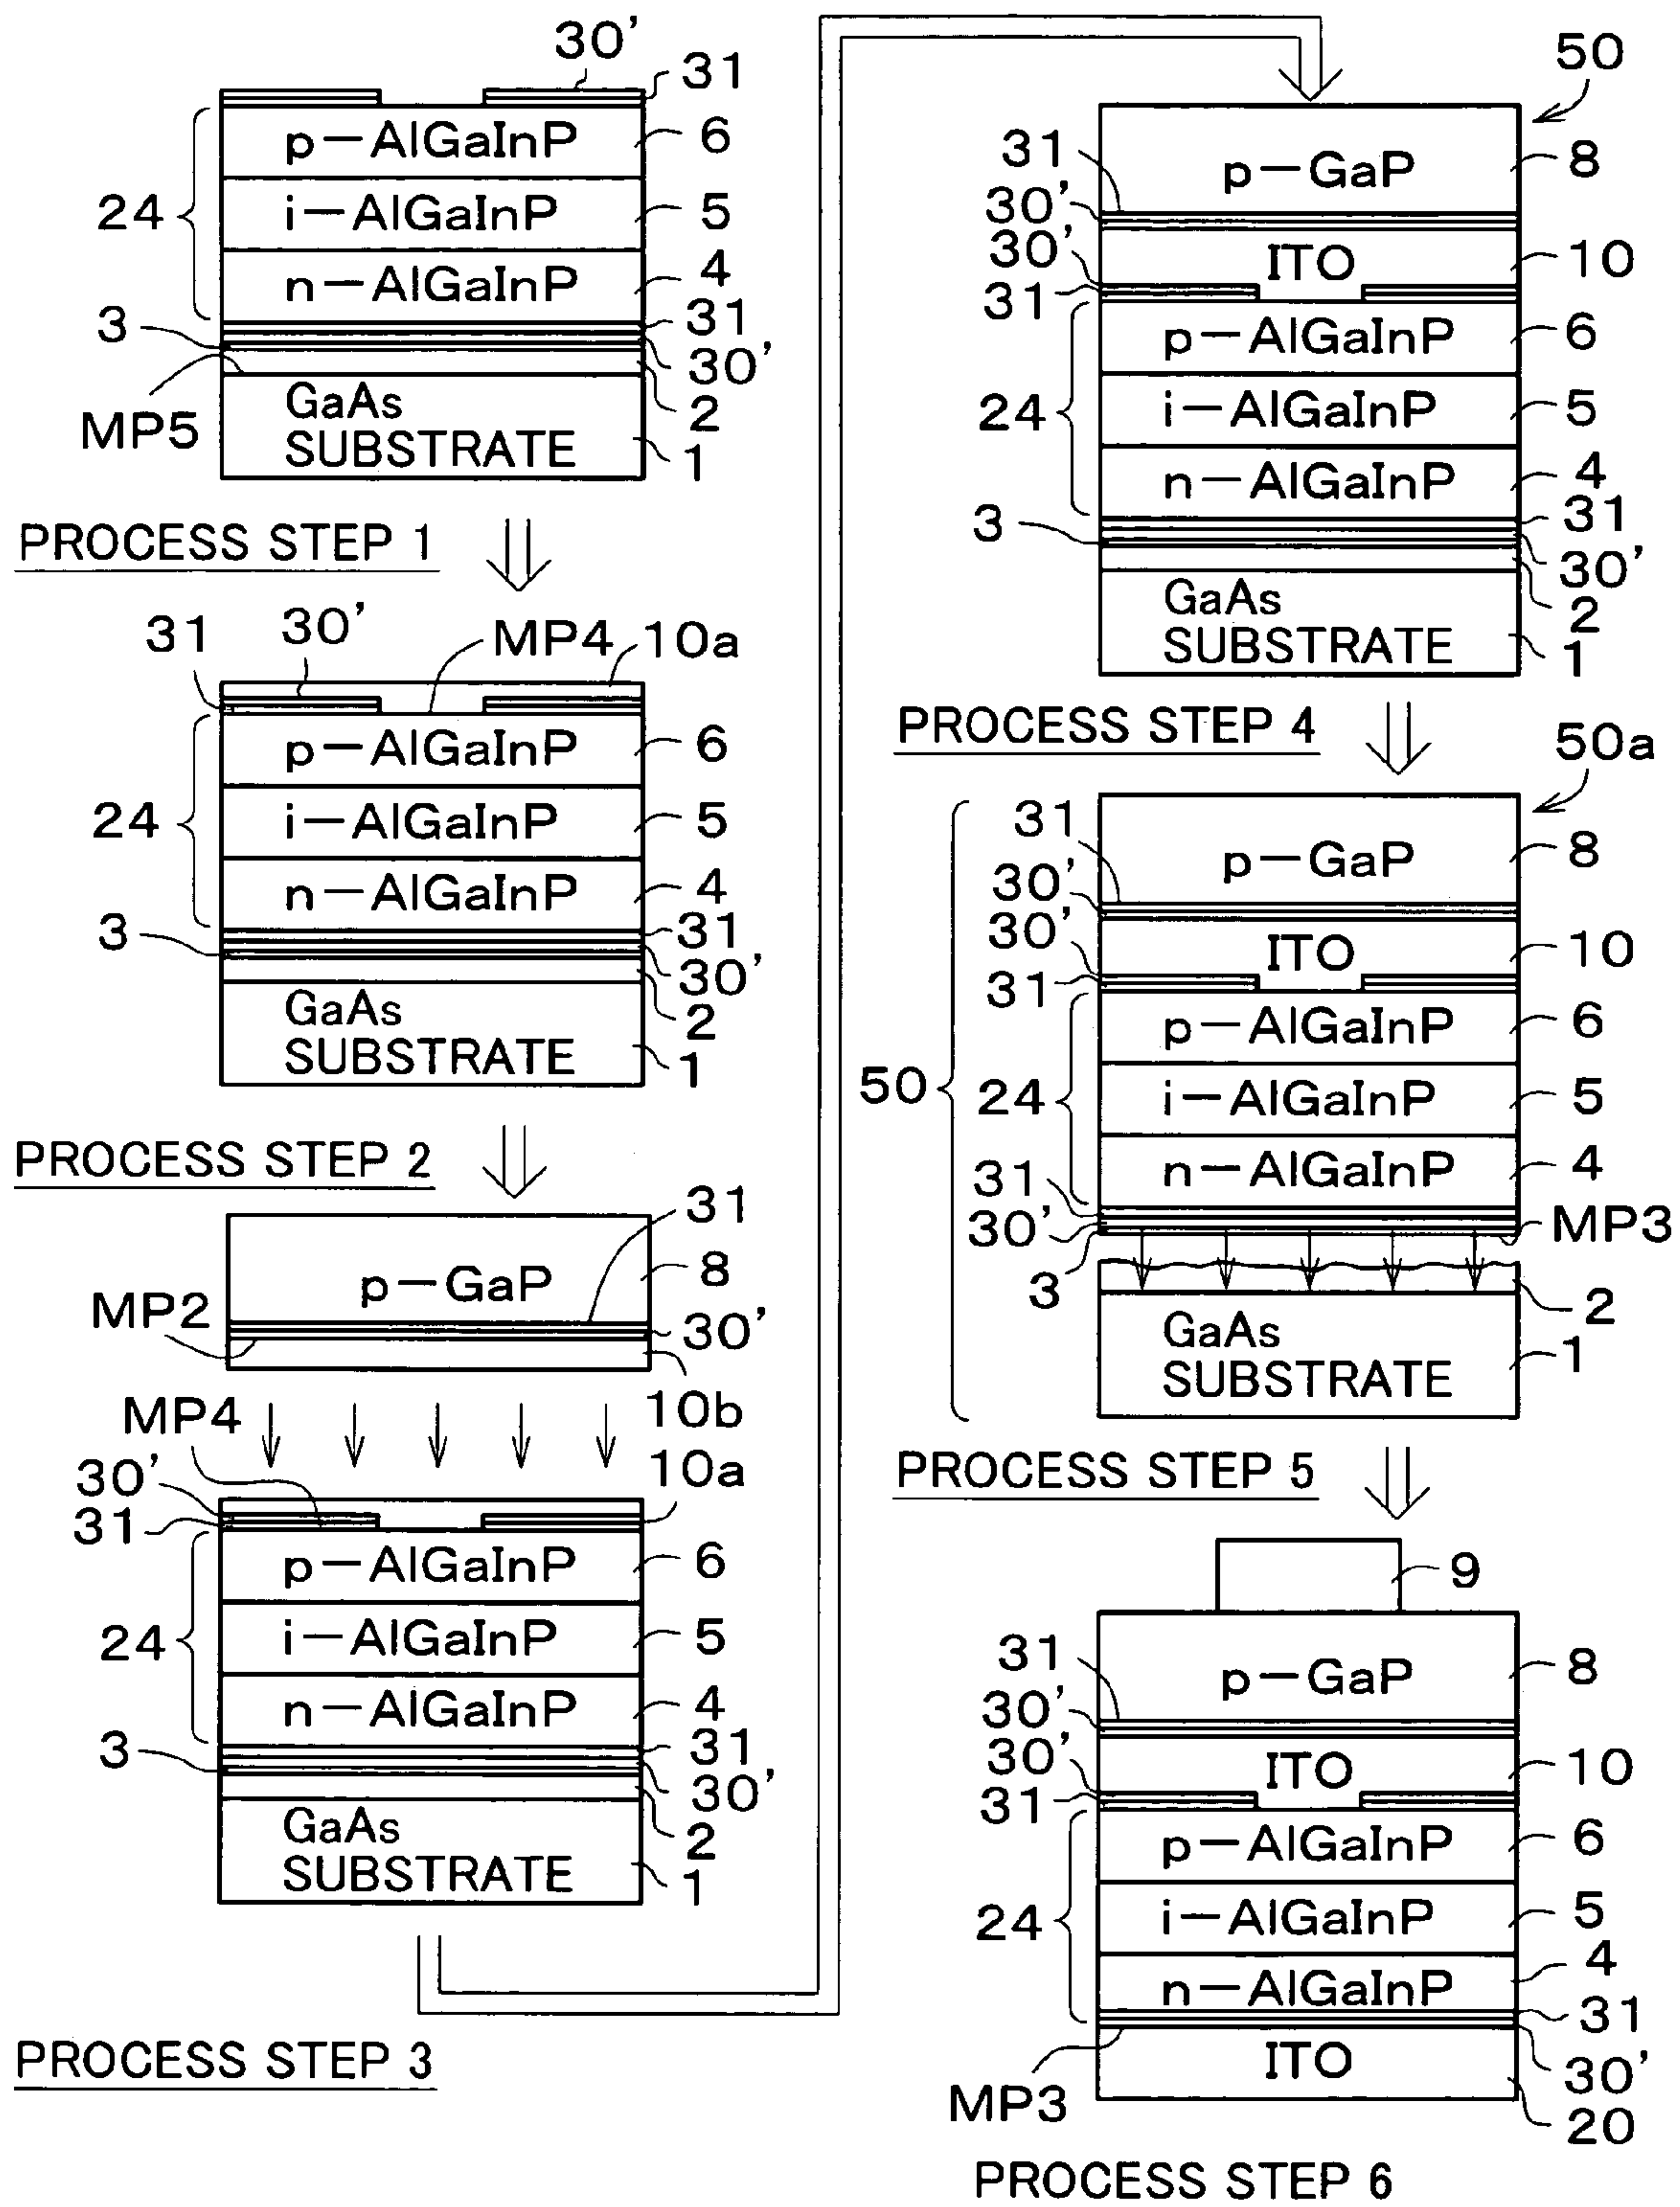 30'
31
p-AlGaInP
6
24
i-AlGaInP
5
n-AlGaInP
4
3
31
30'
MP5
GaAs
SUBSTRATE
2
1
PROCESS STEP 1
31
30'
MP4
10a
p-AlGaInP
6
24
i-AlGaInP
5
n-AlGaInP
4
3
31
30'
GaAs
SUBSTRATE
2
1
PROCESS STEP 2
31
p-GaP
8
MP2
30'
10b
MP4
10a
30'
31
p-AlGaInP
6
24
i-AlGaInP
5
n-AlGaInP
4
3
31
30'
GaAs
SUBSTRATE
2
1
PROCESS STEP 3
50
31
p-GaP
8
30'
30'
ITO
10
31
p-AlGaInP
6
24
i-AlGaInP
5
n-AlGaInP
4
3
31
30'
GaAs
SUBSTRATE
2
1
PROCESS STEP 4
50a
31
p-GaP
8
30'
30'
ITO
10
31
p-AlGaInP
6
50
24
i-AlGaInP
5
n-AlGaInP
4
31
30'
MP3
3
2
GaAs
SUBSTRATE
1
PROCESS STEP 5
9
31
p-GaP
8
30'
30'
ITO
10
31
p-AlGaInP
6
24
i-AlGaInP
5
n-AlGaInP
4
31
MP3
ITO
30'
20
PROCESS STEP 6